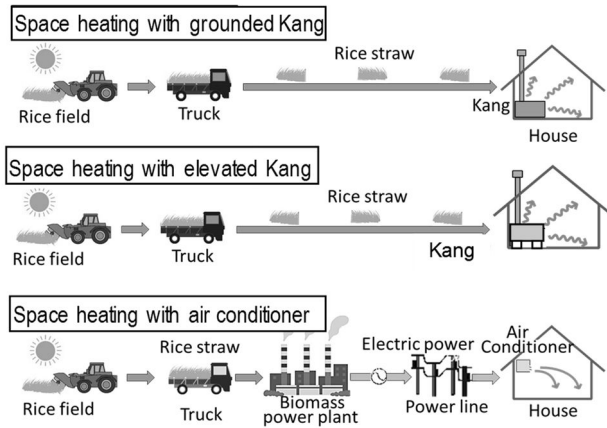 Space heating with grounded Kang
Rice straw
Rice field
Truck
Kang
House
Space heating with elevated Kang
Rice straw
Rice field
Truck
Kang
Space heating with air conditioner
Rice straw
Electric power
Air
Conditioner
Rice field
Truck
Biomass
power plant
Power line
House